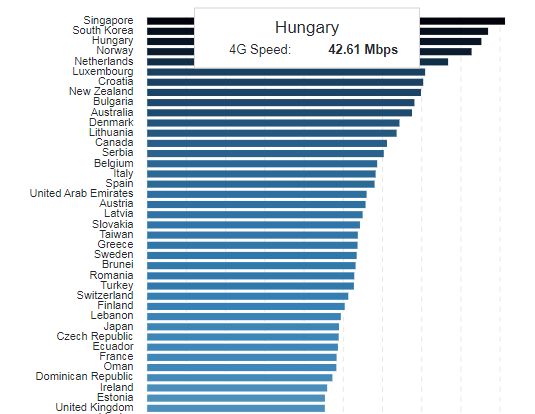 Singapore
South Korea
Hungary
Norway
Netherlands
Luxembourg
Croatia
New Zealand
Bulgaria
Australia
Denmark
Lithuania
Canada
Serbia
Belgium
Italy
Spain
United Arab Emirates
Austria
Latvia
Slovakia
Taiwan
Greece
Sweden
Brunei
Romania
Turkey
Switzerland
Finland
Lebanon
Japan
Czech Republic
Ecuador
France
Oman
Dominican Republic
Ireland
Estonia
United Kingdom
Hungary
4G Speed: 42.61 Mbps